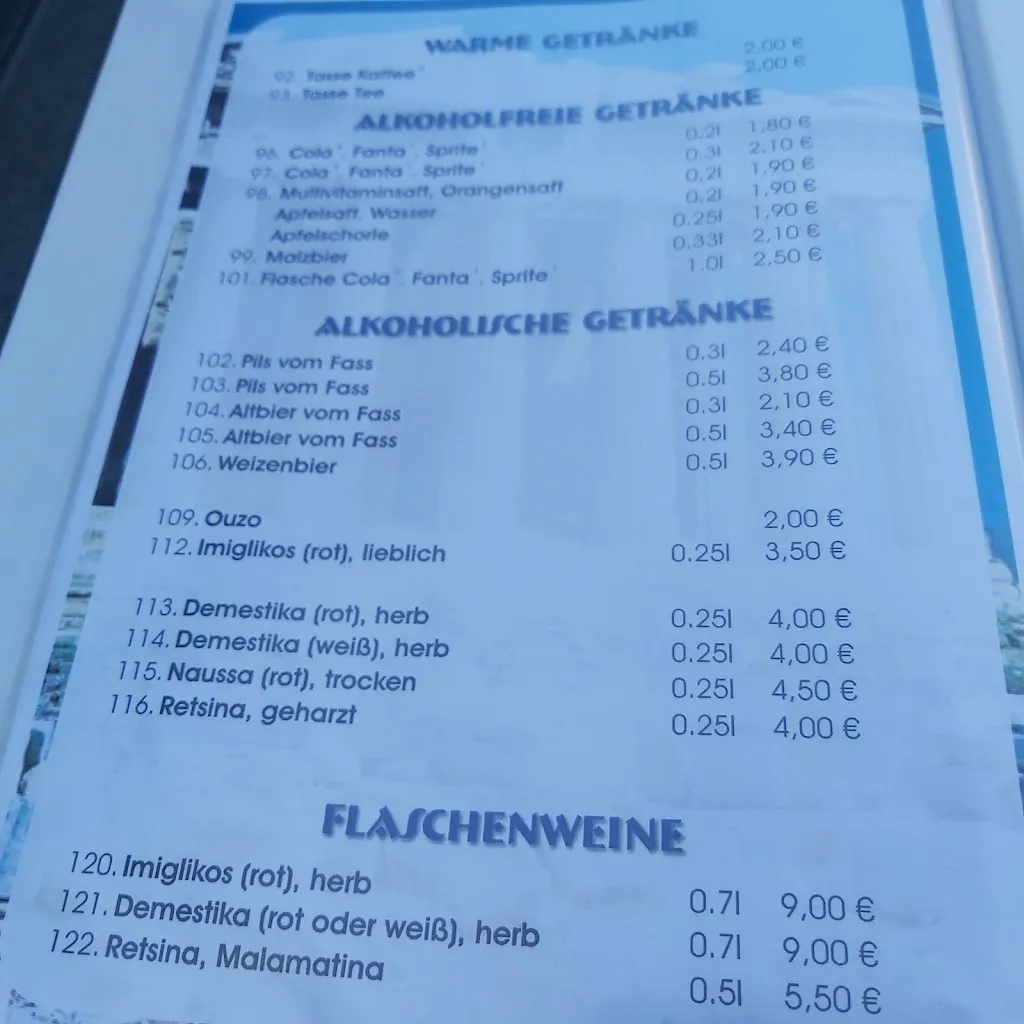 WARME GETRÄNKE
92. Tasse Kaffee 2,00 €
93. Tasse Tee 2,00 €
ALKOHOLFREIE GETRÄNKE
96. Cola, Fanta, Sprite 0.2l 1,80 €
97. Cola, Fanta, Sprite 0.3l 2,10 €
98. Multivitaminsaft, Orangensaft 0.2l 1,90 €
Apfelsaft, Wasser 0.2l 1,90 €
Apfelschorle 0.25l 1,90 €
99. Malzbier 0.33l 2,10 €
101. Flasche Cola, Fanta, Sprite 1.0l 2,50 €
ALKOHOLISCHE GETRÄNKE
102. Pils vom Fass 0.3l 2,40 €
103. Pils vom Fass 0.5l 3,80 €
104. Altbier vom Fass 0.3l 2,10 €
105. Altbier vom Fass 0.5l 3,40 €
106. Weizenbier 0.5l 3,90 €
109. Ouzo 2,00 €
112. Imiglikos (rot), lieblich 0.25l 3,50 €
113. Demestika (rot), herb 0.25l 4,00 €
114. Demestika (weiß), herb 0.25l 4,00 €
115. Naussa (rot), trocken 0.25l 4,50 €
116. Retsina, geharzt 0.25l 4,00 €
FLASCHENWEINE
120. Imiglikos (rot), herb 0.7l 9,00 €
121. Demestika (rot oder weiß), herb 0.7l 9,00 €
122. Retsina, Malamatina 0.5l 5,50 €